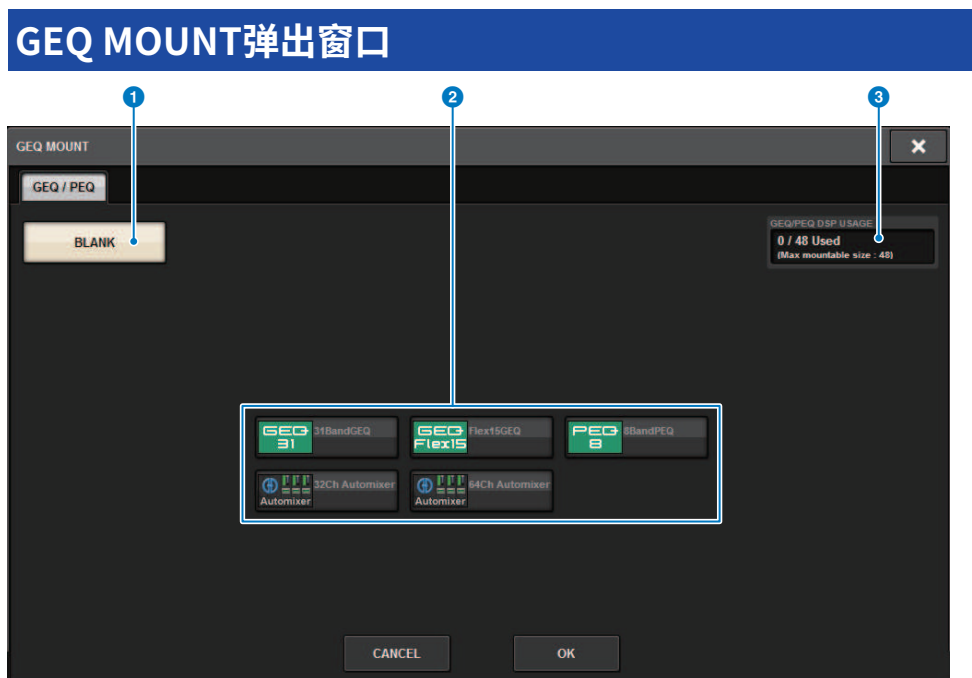 GEQ MOUNT弹出窗口
1 2 3
GEQ MOUNT
GEQ / PEQ
BLANK
GEQ/PEQ DSP USAGE
0 / 48 Used
(Max mountable size : 48)
GEQ 31 31BandGEQ
GEQ Flex15 Flex15GEQ
PEQ 8 8BandPEQ
Automixer 32Ch Automixer
Automixer 64Ch Automixer
CANCEL OK